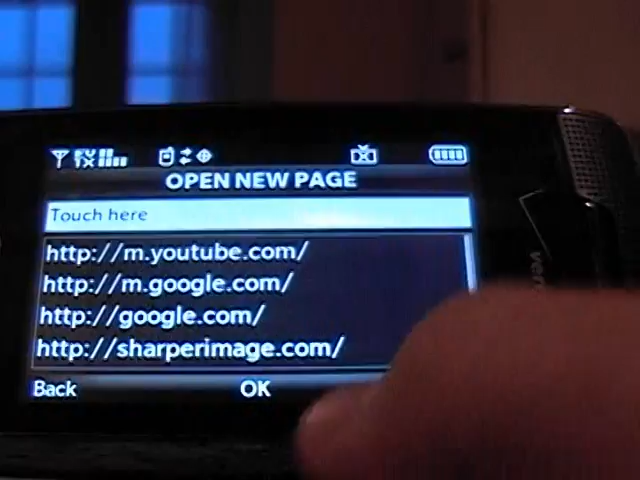 EV
1X
OPEN NEW PAGE
Touch here
http://m.youtube.com/
http://m.google.com/
http://google.com/
http://sharperimage.com/
Back OK